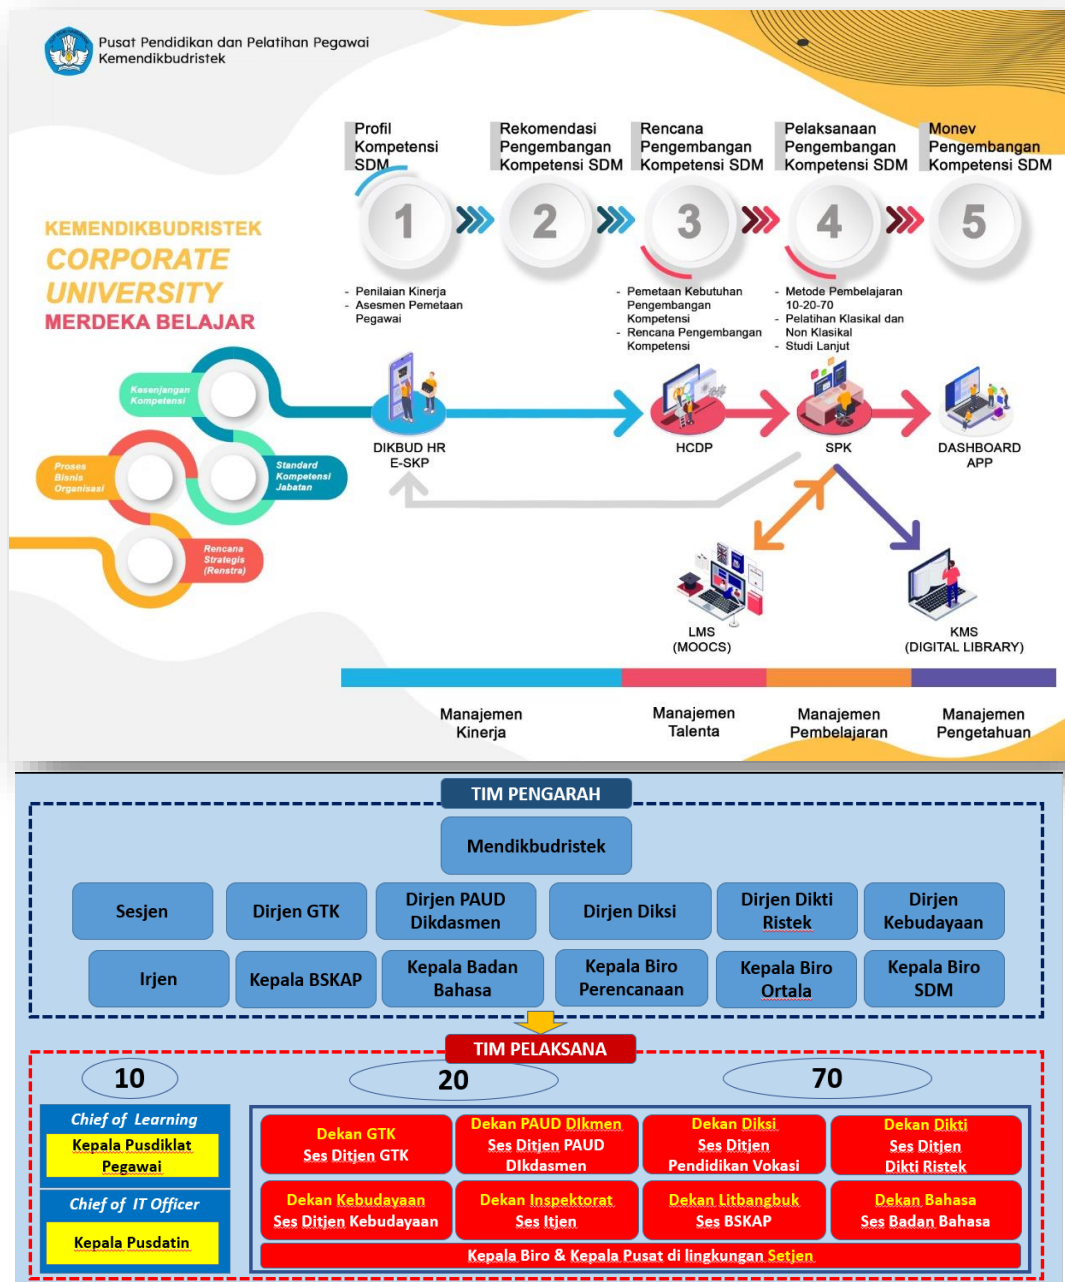 Pusat Pendidikan dan Pelatihan Pegawai
Kemendikbudristek
Profil
Kompetensi
SDM
Rekomendasi
Pengembangan
Kompetensi SDM
Rencana
Pengembangan
Kompetensi SDM
Pelaksanaan
Pengembangan
Kompetensi SDM
Monev
Pengembangan
Kompetensi SDM
1
2
3
4
5
KEMENDIKBUDRISTEK
CORPORATE
UNIVERSITY
MERDEKA BELAJAR
- Penilaian Kinerja
- Asesmen Pemetaan
Pegawai
- Pemetaan Kebutuhan
Pengembangan
Kompetensi
- Rencana Pengembangan
Kompetensi
- Metode Pembelajaran
10-20-70
- Pelatihan Klasikal dan
Non Klasikal
- Studi Lanjut
Kesenjangan
Kompetensi
Proses
Bisnis
Organisasi
Standard
Kompetensi
Jabatan
Rencana
Strategis
(Renstra)
DIKBUD HR
E-SKP
HCDP
SPK
DASHBOARD
APP
LMS
(MOOCS)
KMS
(DIGITAL LIBRARY)
Manajemen
Kinerja
Manajemen
Talenta
Manajemen
Pembelajaran
Manajemen
Pengetahuan
TIM PENGARAH
Mendikbudristek
Sesjen
Dirjen GTK
Dirjen PAUD
Dikdasmen
Dirjen Diksi
Dirjen Dikti
Ristek
Dirjen
Kebudayaan
Irjen
Kepala BSKAP
Kepala Badan
Bahasa
Kepala Biro
Perencanaan
Kepala Biro
Ortala
Kepala Biro
SDM
TIM PELAKSANA
10
20
70
Chief of Learning
Kepala Pusdiklat
Pegawai
Chief of IT Officer
Kepala Pusdatin
Dekan GTK
Ses Ditjen GTK
Dekan PAUD DIkmen
Ses Ditjen PAUD
DIkdasmen
Dekan Diksi
Ses Ditjen
Pendidikan Vokasi
Dekan Dikti
Ses Ditjen
Dikti Ristek
Dekan Kebudayaan
Ses Ditjen Kebudayaan
Dekan Inspektorat
Ses Itjen
Dekan Litbangbuk
Ses BSKAP
Dekan Bahasa
Ses Badan Bahasa
Kepala Biro & Kepala Pusat di lingkungan Setjen